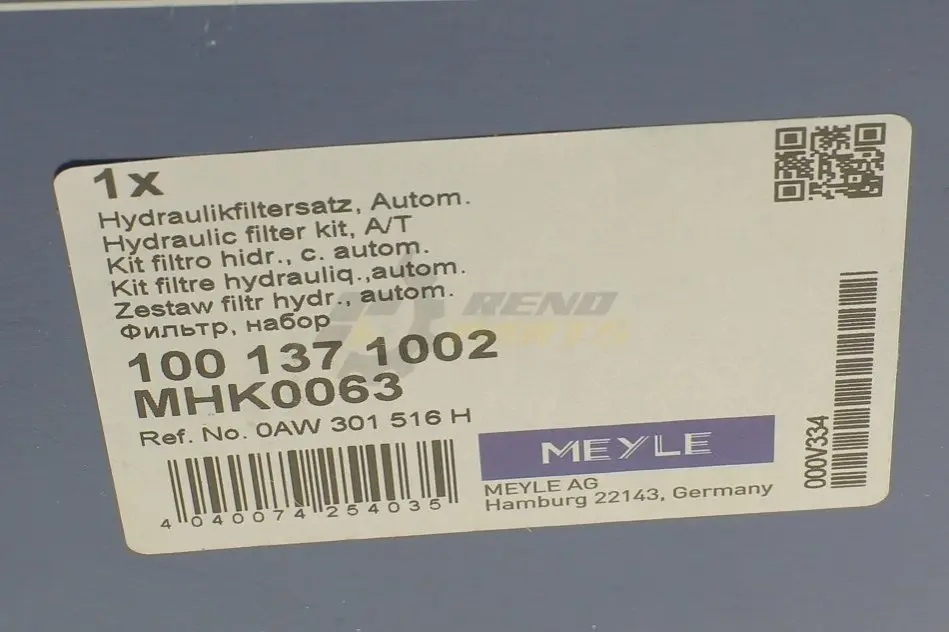 1x
Hydraulikfiltersatz, Autom.
Hydraulic filter kit, A/T
Kit filtro hidr., c. autom.
Kit filtre hydrauliq.,autom.
Zestaw filtr hydr., autom.
Фильтр, набор
100 137 1002
MHK0063
Ref. No. 0AW 301 516 H
4 040074 254035
MEYLE
MEYLE AG
Hamburg 22143, Germany
000V334
RENO
PARTS